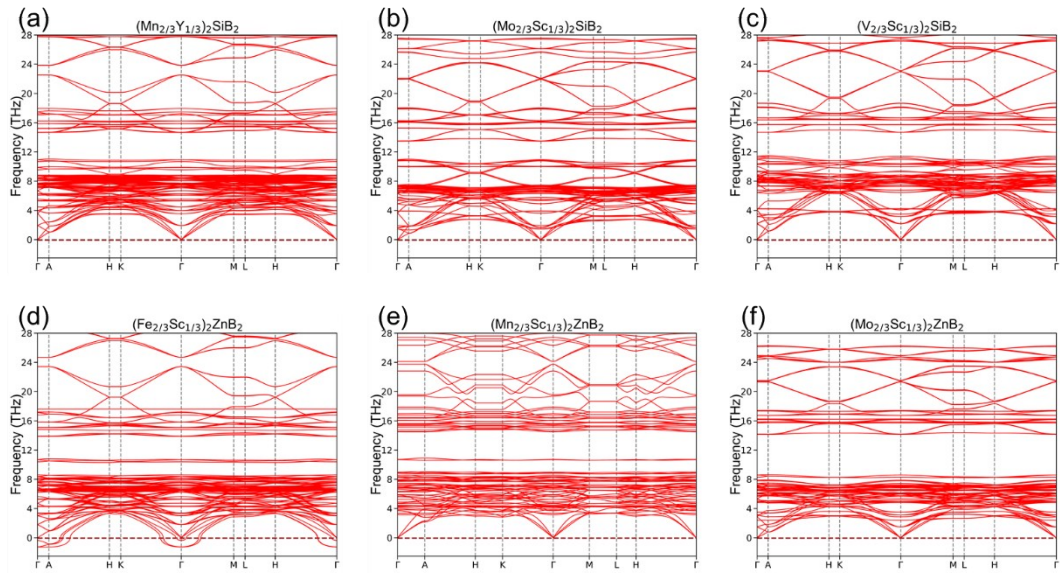 (a)
(Mn2/3Y1/3)2SiB2
Frequency (THz)
28
24
20
16
12
8
4
0
Γ A H K Γ M L H Γ
(b)
(Mo2/3Sc1/3)2SiB2
Frequency (THz)
28
24
20
16
12
8
4
0
Γ A H K Γ M L H Γ
(c)
(V2/3Sc1/3)2SiB2
Frequency (THz)
28
24
20
16
12
8
4
0
Γ A H K Γ M L H Γ
(d)
(Fe2/3Sc1/3)2ZnB2
Frequency (THz)
28
24
20
16
12
8
4
0
Γ A H K Γ M L H Γ
(e)
(Mn2/3Sc1/3)2ZnB2
Frequency (THz)
28
24
20
16
12
8
4
0
Γ A H K Γ M L H Γ
(f)
(Mo2/3Sc1/3)2ZnB2
Frequency (THz)
28
24
20
16
12
8
4
0
Γ A H K Γ M L H Γ